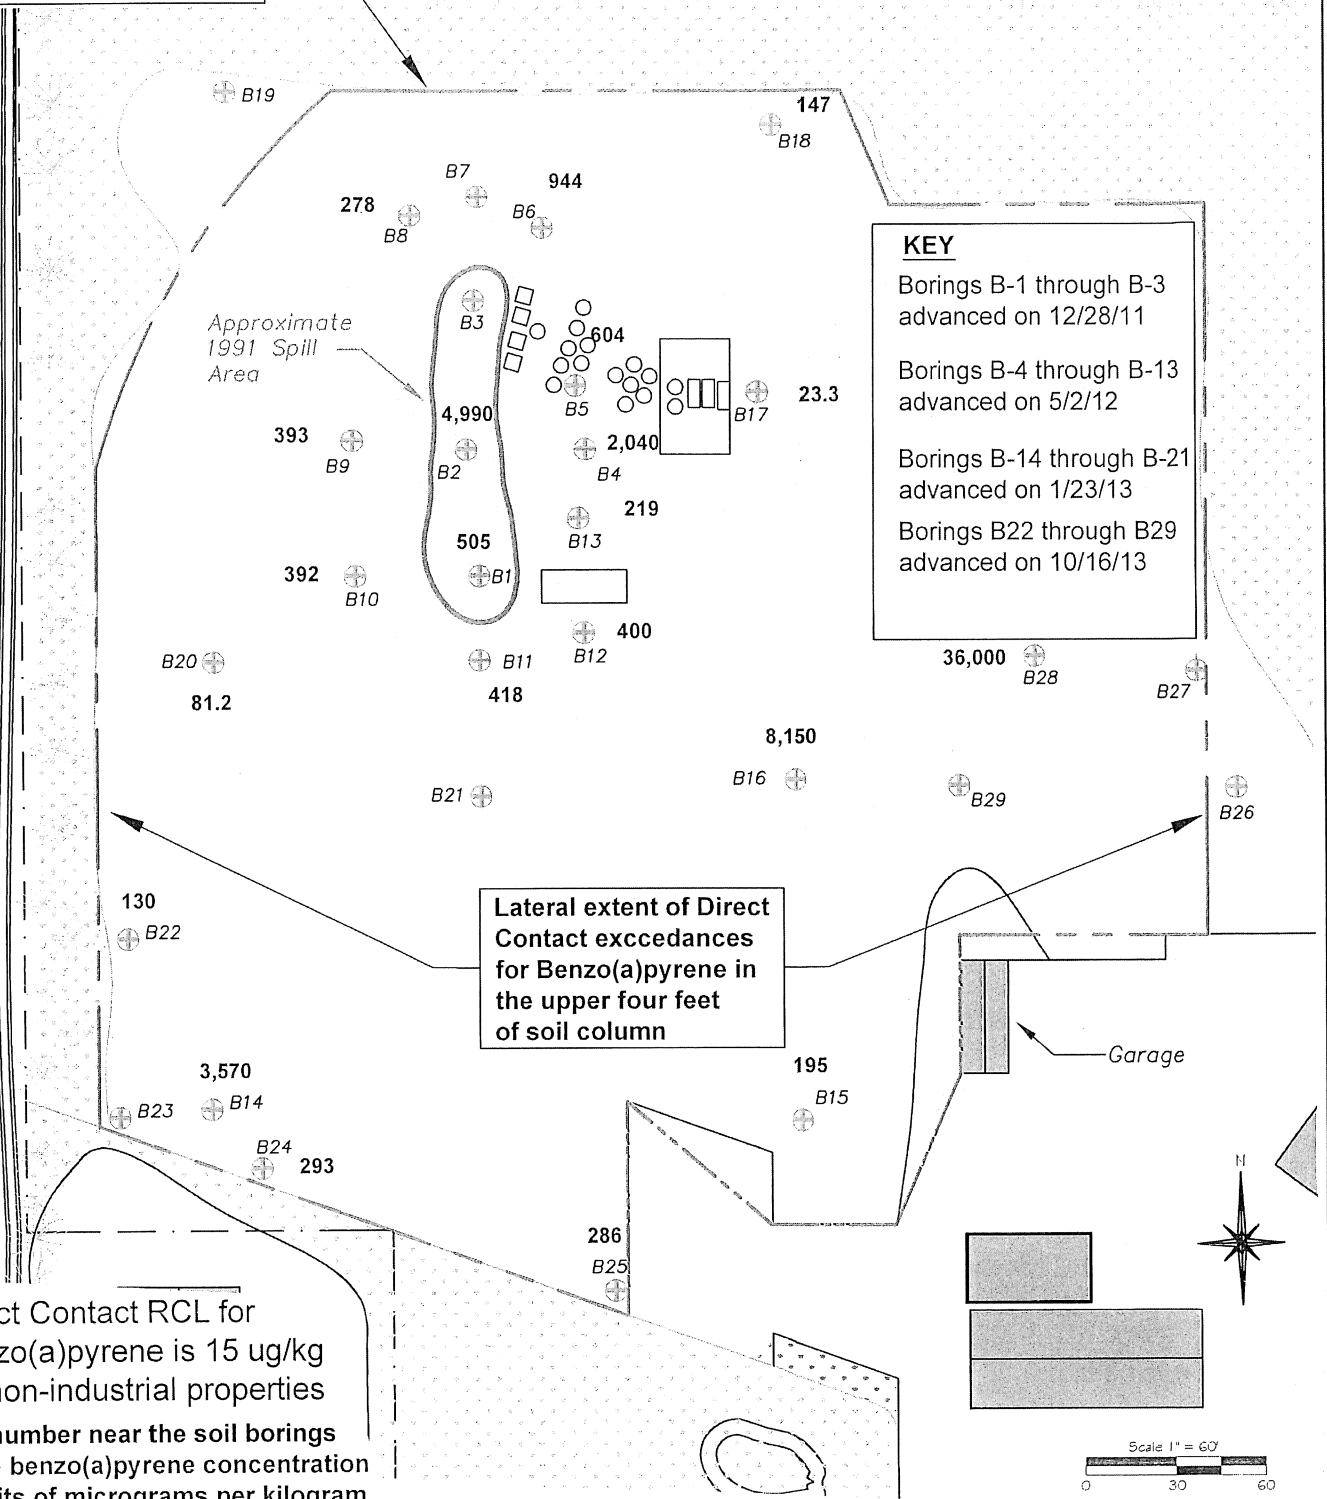 B19
147
B18
B7
944
278
B6
B8
KEY
Borings B-1 through B-3
advanced on 12/28/11
Borings B-4 through B-13
advanced on 5/2/12
Borings B-14 through B-21
advanced on 1/23/13
Borings B22 through B29
advanced on 10/16/13
Approximate
1991 Spill
Area
B3
604
B5
B17
23.3
4,990
B2
393
B9
2,040
B4
219
B13
505
B1
392
B10
400
B12
B20
81.2
B11
418
36,000
B28
B27
8,150
B16
B21
B29
B26
130
B22
Lateral extent of Direct
Contact exccedances
for Benzo(a)pyrene in
the upper four feet
of soil column
Garage
195
B15
3,570
B14
B23
B24
293
286
B25
N
ct Contact RCL for
zo(a)pyrene is 15 ug/kg
non-industrial properties
number near the soil borings
benzo(a)pyrene concentration
its of micrograms per kilogram
Scale 1" = 60'
0 30 60